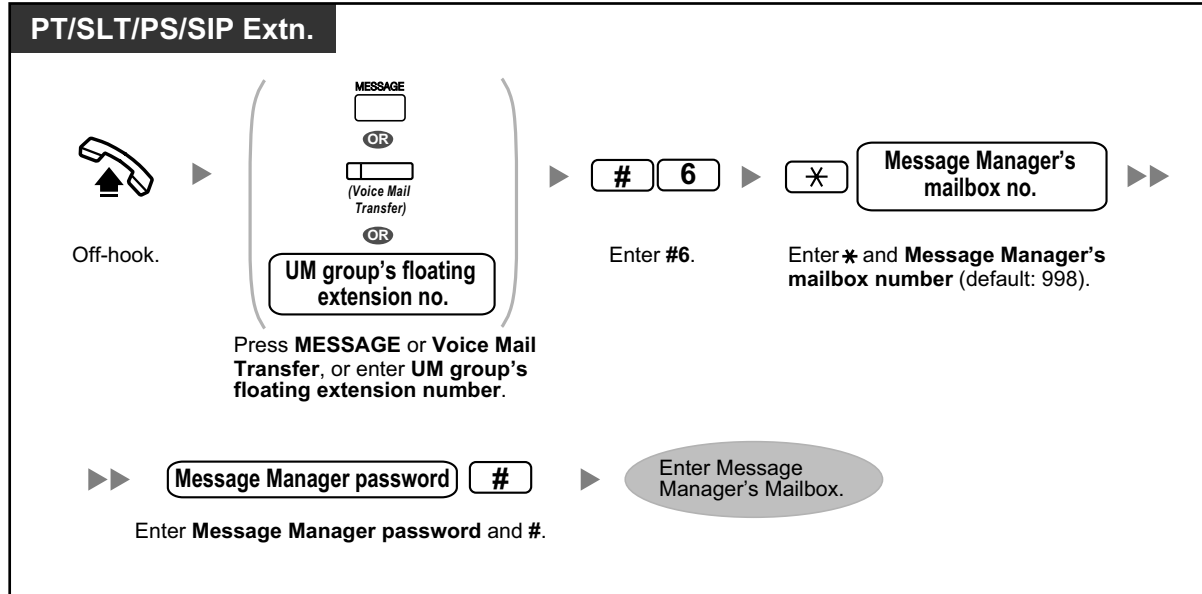 PT/SLT/PS/SIP Extn.
MESSAGE
OR
(Voice Mail
Transfer)
OR
UM group's floating
extension no.
# 6
✳ Message Manager's
mailbox no.
Off-hook.
Press MESSAGE or Voice Mail
Transfer, or enter UM group's
floating extension number.
Enter #6.
Enter ✳ and Message Manager's
mailbox number (default: 998).
Message Manager password #
Enter Message
Manager's Mailbox.
Enter Message Manager password and #.